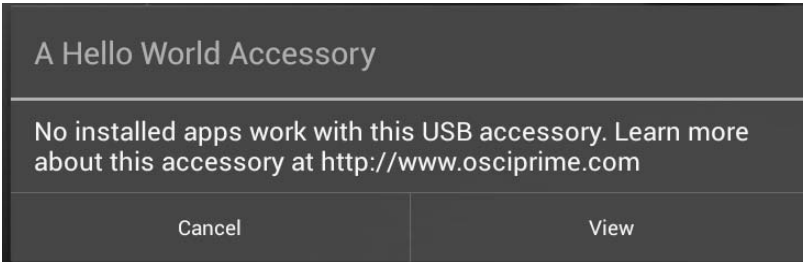 A Hello World Accessory
No installed apps work with this USB accessory. Learn more
about this accessory at http://www.osciprime.com
Cancel
View